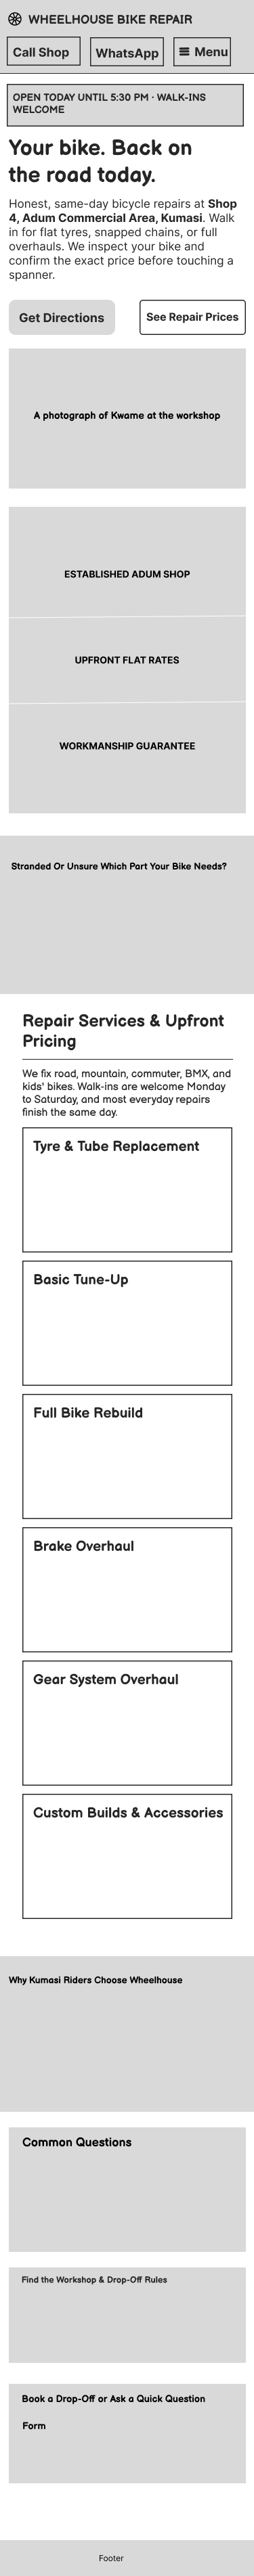 WHEELHOUSE BIKE REPAIR
Call Shop
WhatsApp
Menu
OPEN TODAY UNTIL 5:30 PM · WALK-INS
WELCOME
Your bike. Back on
the road today.
Honest, same-day bicycle repairs at Shop
4, Adum Commercial Area, Kumasi. Walk
in for flat tyres, snapped chains, or full
overhauls. We inspect your bike and
confirm the exact price before touching a
spanner.
Get Directions
See Repair Prices
A photograph of Kwame at the workshop
ESTABLISHED ADUM SHOP
UPFRONT FLAT RATES
WORKMANSHIP GUARANTEE
Stranded Or Unsure Which Part Your Bike Needs?
Repair Services & Upfront
Pricing
We fix road, mountain, commuter, BMX, and
kids' bikes. Walk-ins are welcome Monday
to Saturday, and most everyday repairs
finish the same day.
Tyre & Tube Replacement
Basic Tune-Up
Full Bike Rebuild
Brake Overhaul
Gear System Overhaul
Custom Builds & Accessories
Why Kumasi Riders Choose Wheelhouse
Common Questions
Find the Workshop & Drop-Off Rules
Book a Drop-Off or Ask a Quick Question
Form
Footer